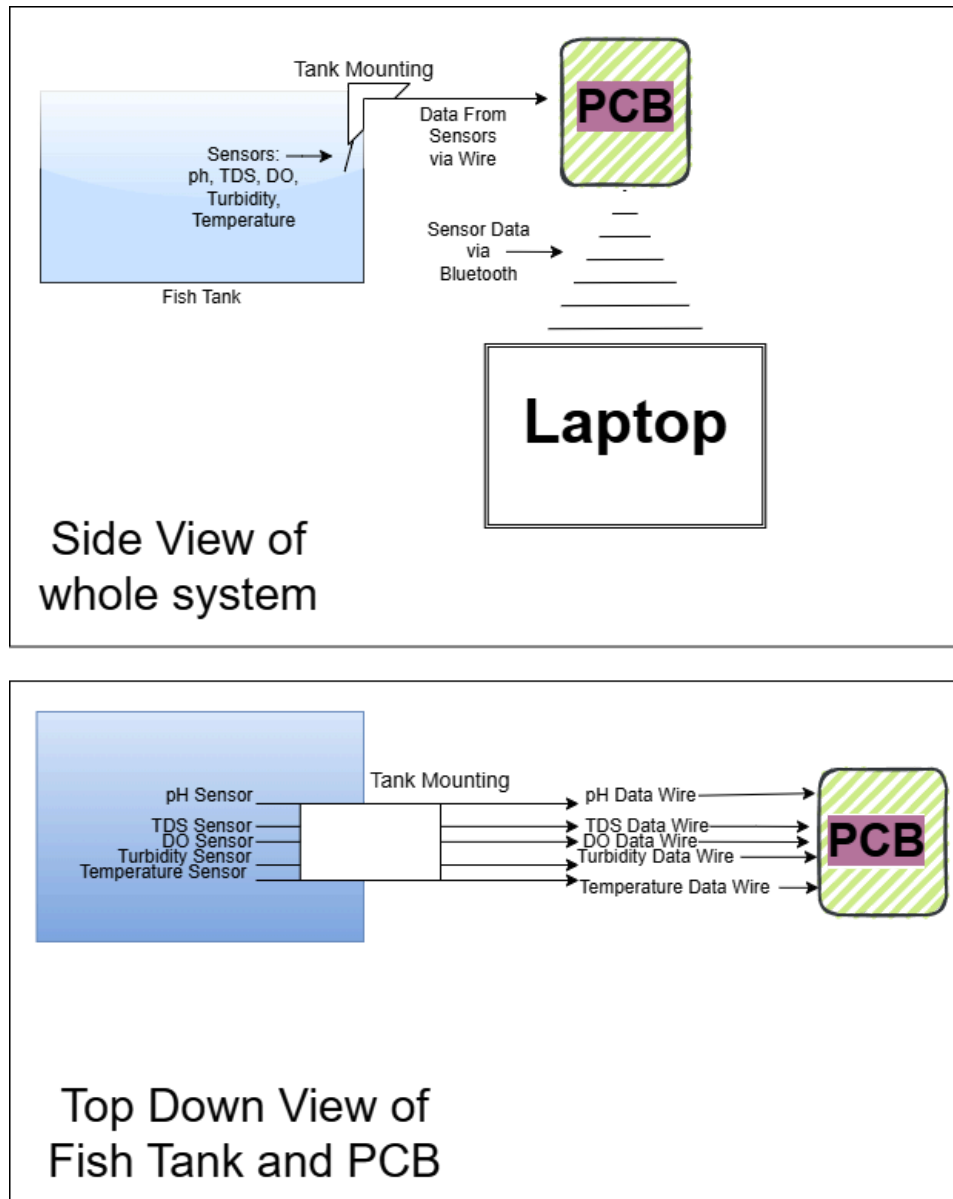 Tank Mounting
PCB
Data From
Sensors
via Wire
Sensors:
ph, TDS, DO,
Turbidity,
Temperature
Sensor Data
via
Bluetooth
Fish Tank
Laptop
Side View of
whole system
Tank Mounting
pH Sensor
TDS Sensor
DO Sensor
Turbidity Sensor
Temperature Sensor
pH Data Wire
TDS Data Wire
DO Data Wire
Turbidity Data Wire
Temperature Data Wire
PCB
Top Down View of
Fish Tank and PCB